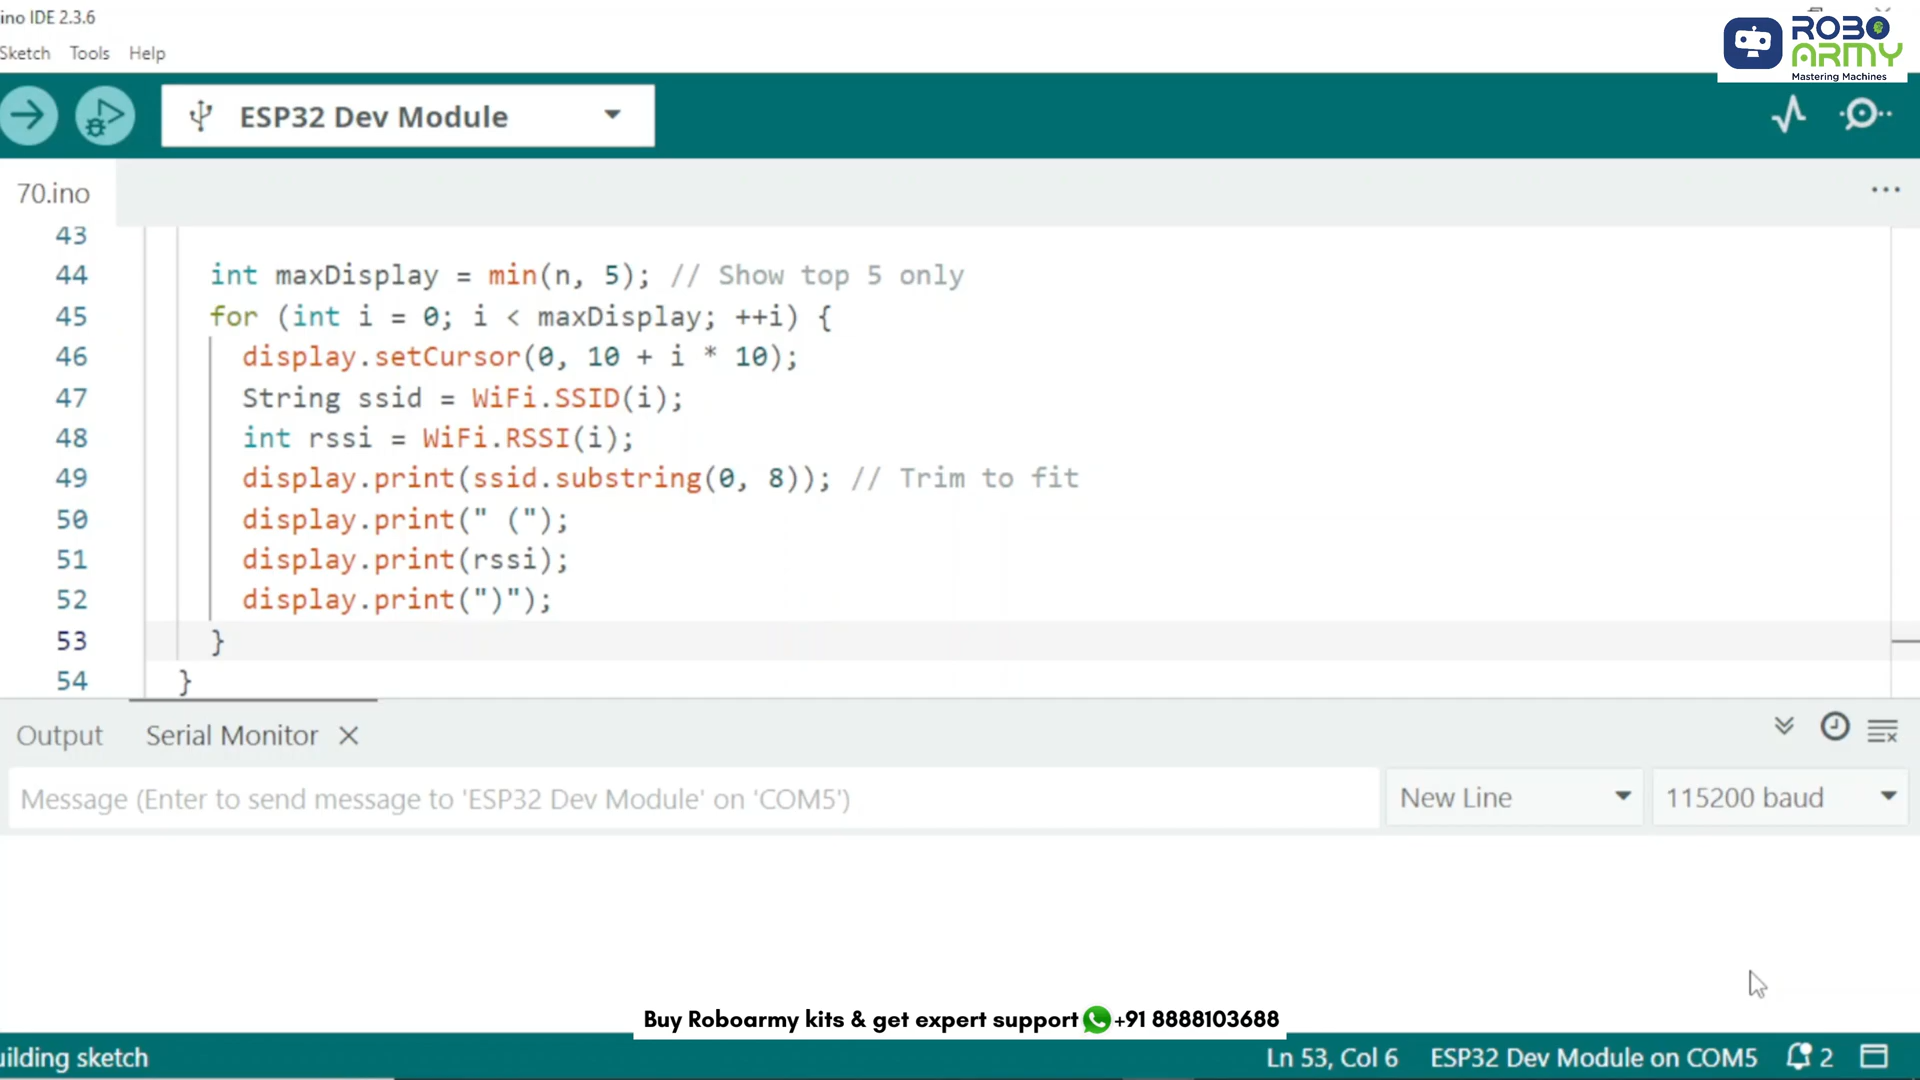 ino IDE 2.3.6
Sketch Tools Help
ROBO
ARMY
Mastering Machines
ESP32 Dev Module
70.ino
43
44 int maxDisplay = min(n, 5); // Show top 5 only
45 for (int i = 0; i < maxDisplay; ++i) {
46 display.setCursor(0, 10 + i * 10);
47 String ssid = WiFi.SSID(i);
48 int rssi = WiFi.RSSI(i);
49 display.print(ssid.substring(0, 8)); // Trim to fit
50 display.print(" (");
51 display.print(rssi);
52 display.print(")");
53 }
54 }
Output Serial Monitor
Message (Enter to send message to 'ESP32 Dev Module' on 'COM5') New Line 115200 baud
Buy Roboarmy kits & get expert support +91 8888103688
uilding sketch Ln 53, Col 6 ESP32 Dev Module on COM5 2